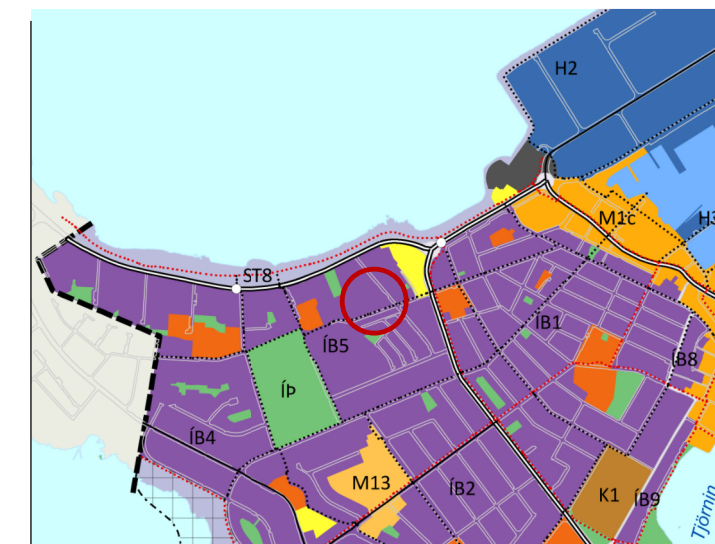 H2
M1c
H3
ST8
ÍB1
ÍB5
ÍB8
ÍÞ
ÍB4
M13
ÍB2
K1
ÍB9
Tjörnin